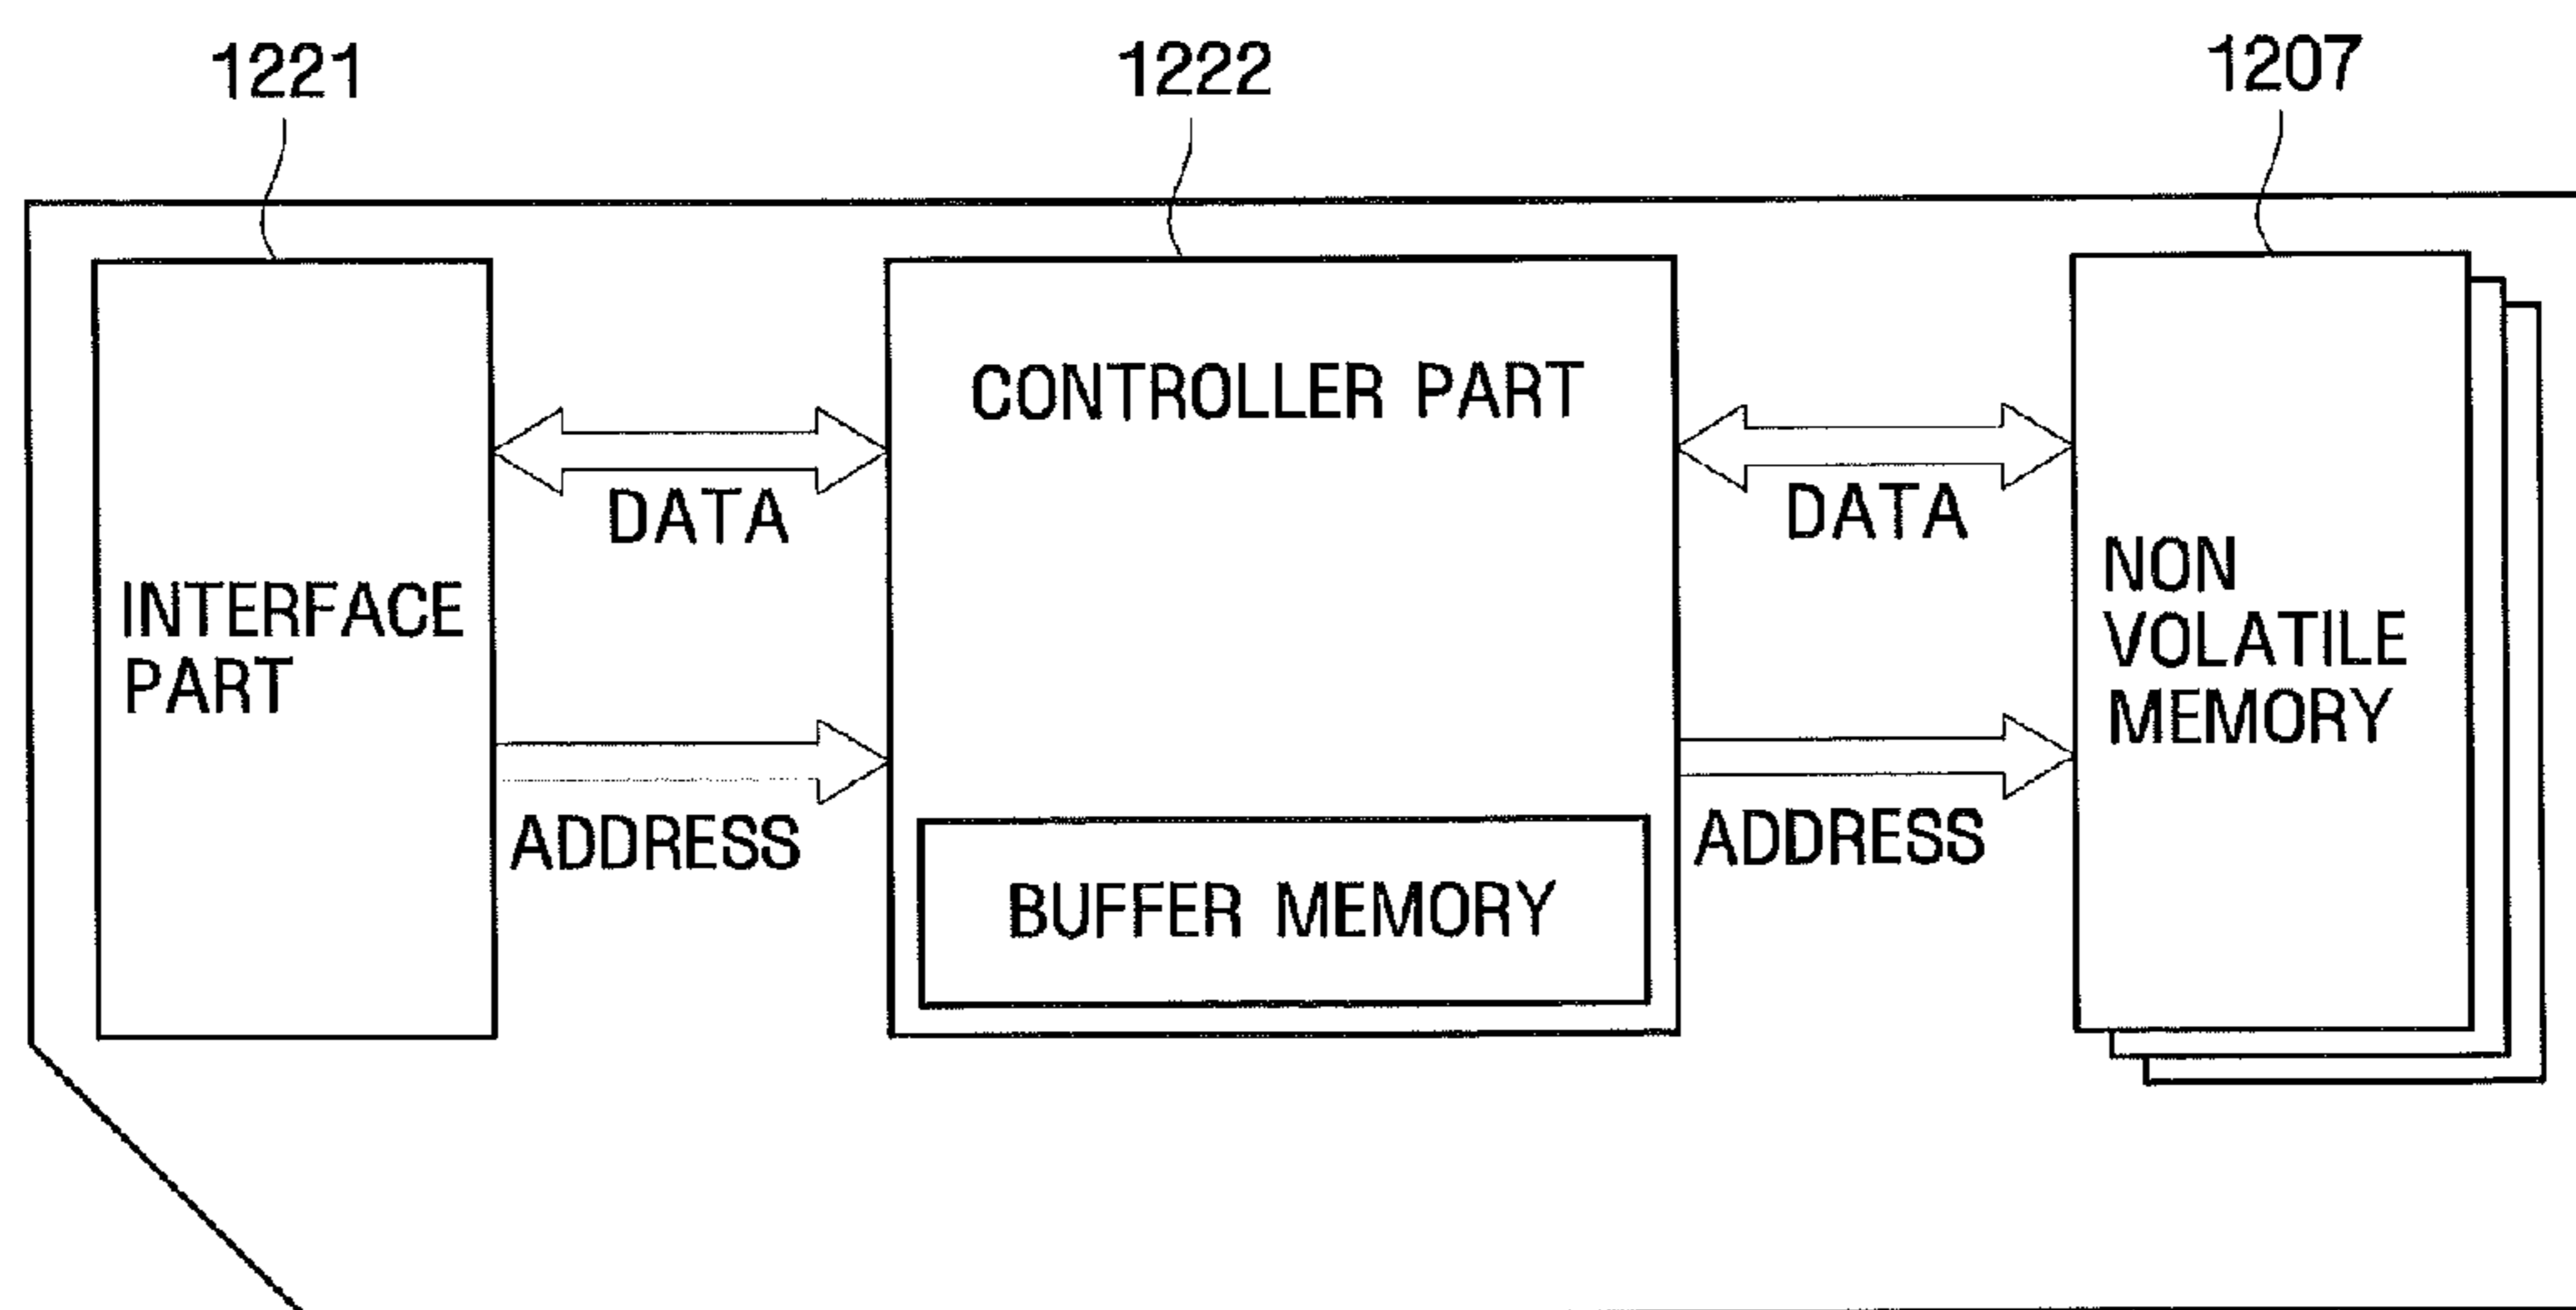 1221
1222
1207
CONTROLLER PART
DATA
DATA
INTERFACE
PART
NON
VOLATILE
MEMORY
ADDRESS
ADDRESS
BUFFER MEMORY